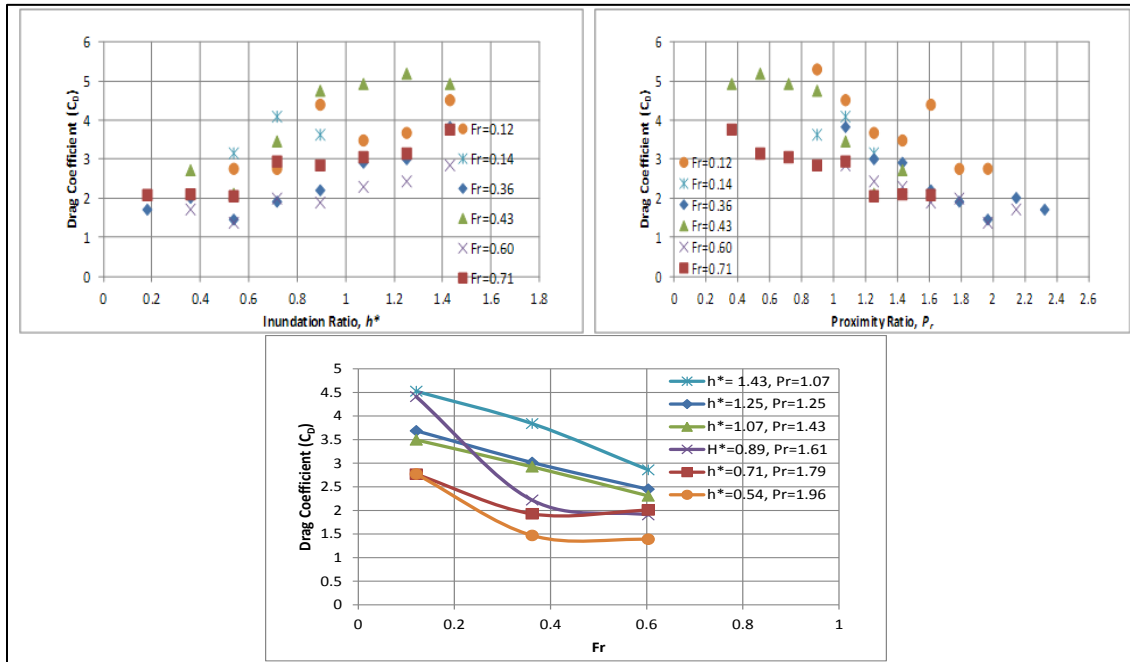 6
5
4
3
2
1
0
Drag Coefficient (C_D)
0 0.2 0.4 0.6 0.8 1 1.2 1.4 1.6 1.8
Inundation Ratio, h*
Fr=0.12
Fr=0.14
Fr=0.36
Fr=0.43
Fr=0.60
Fr=0.71
6
5
4
3
2
1
0
Drag Coefficient (C_D)
0 0.2 0.4 0.6 0.8 1 1.2 1.4 1.6 1.8 2 2.2 2.4 2.6
Proximity Ratio, P_r
Fr=0.12
Fr=0.14
Fr=0.36
Fr=0.43
Fr=0.60
Fr=0.71
5
4.5
4
3.5
3
2.5
2
1.5
1
0.5
0
Drag Coefficient (C_D)
0 0.2 0.4 0.6 0.8 1
Fr
h*= 1.43, Pr=1.07
h*=1.25, Pr=1.25
h*=1.07, Pr=1.43
H*=0.89, Pr=1.61
h*=0.71, Pr=1.79
h*=0.54, Pr=1.96